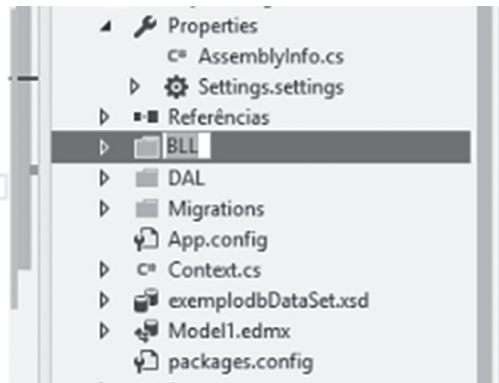 Properties
C# AssemblyInfo.cs
Settings.settings
Referências
BLL
DAL
Migrations
App.config
C# Context.cs
exemplodbDataSet.xsd
Model1.edmx
packages.config